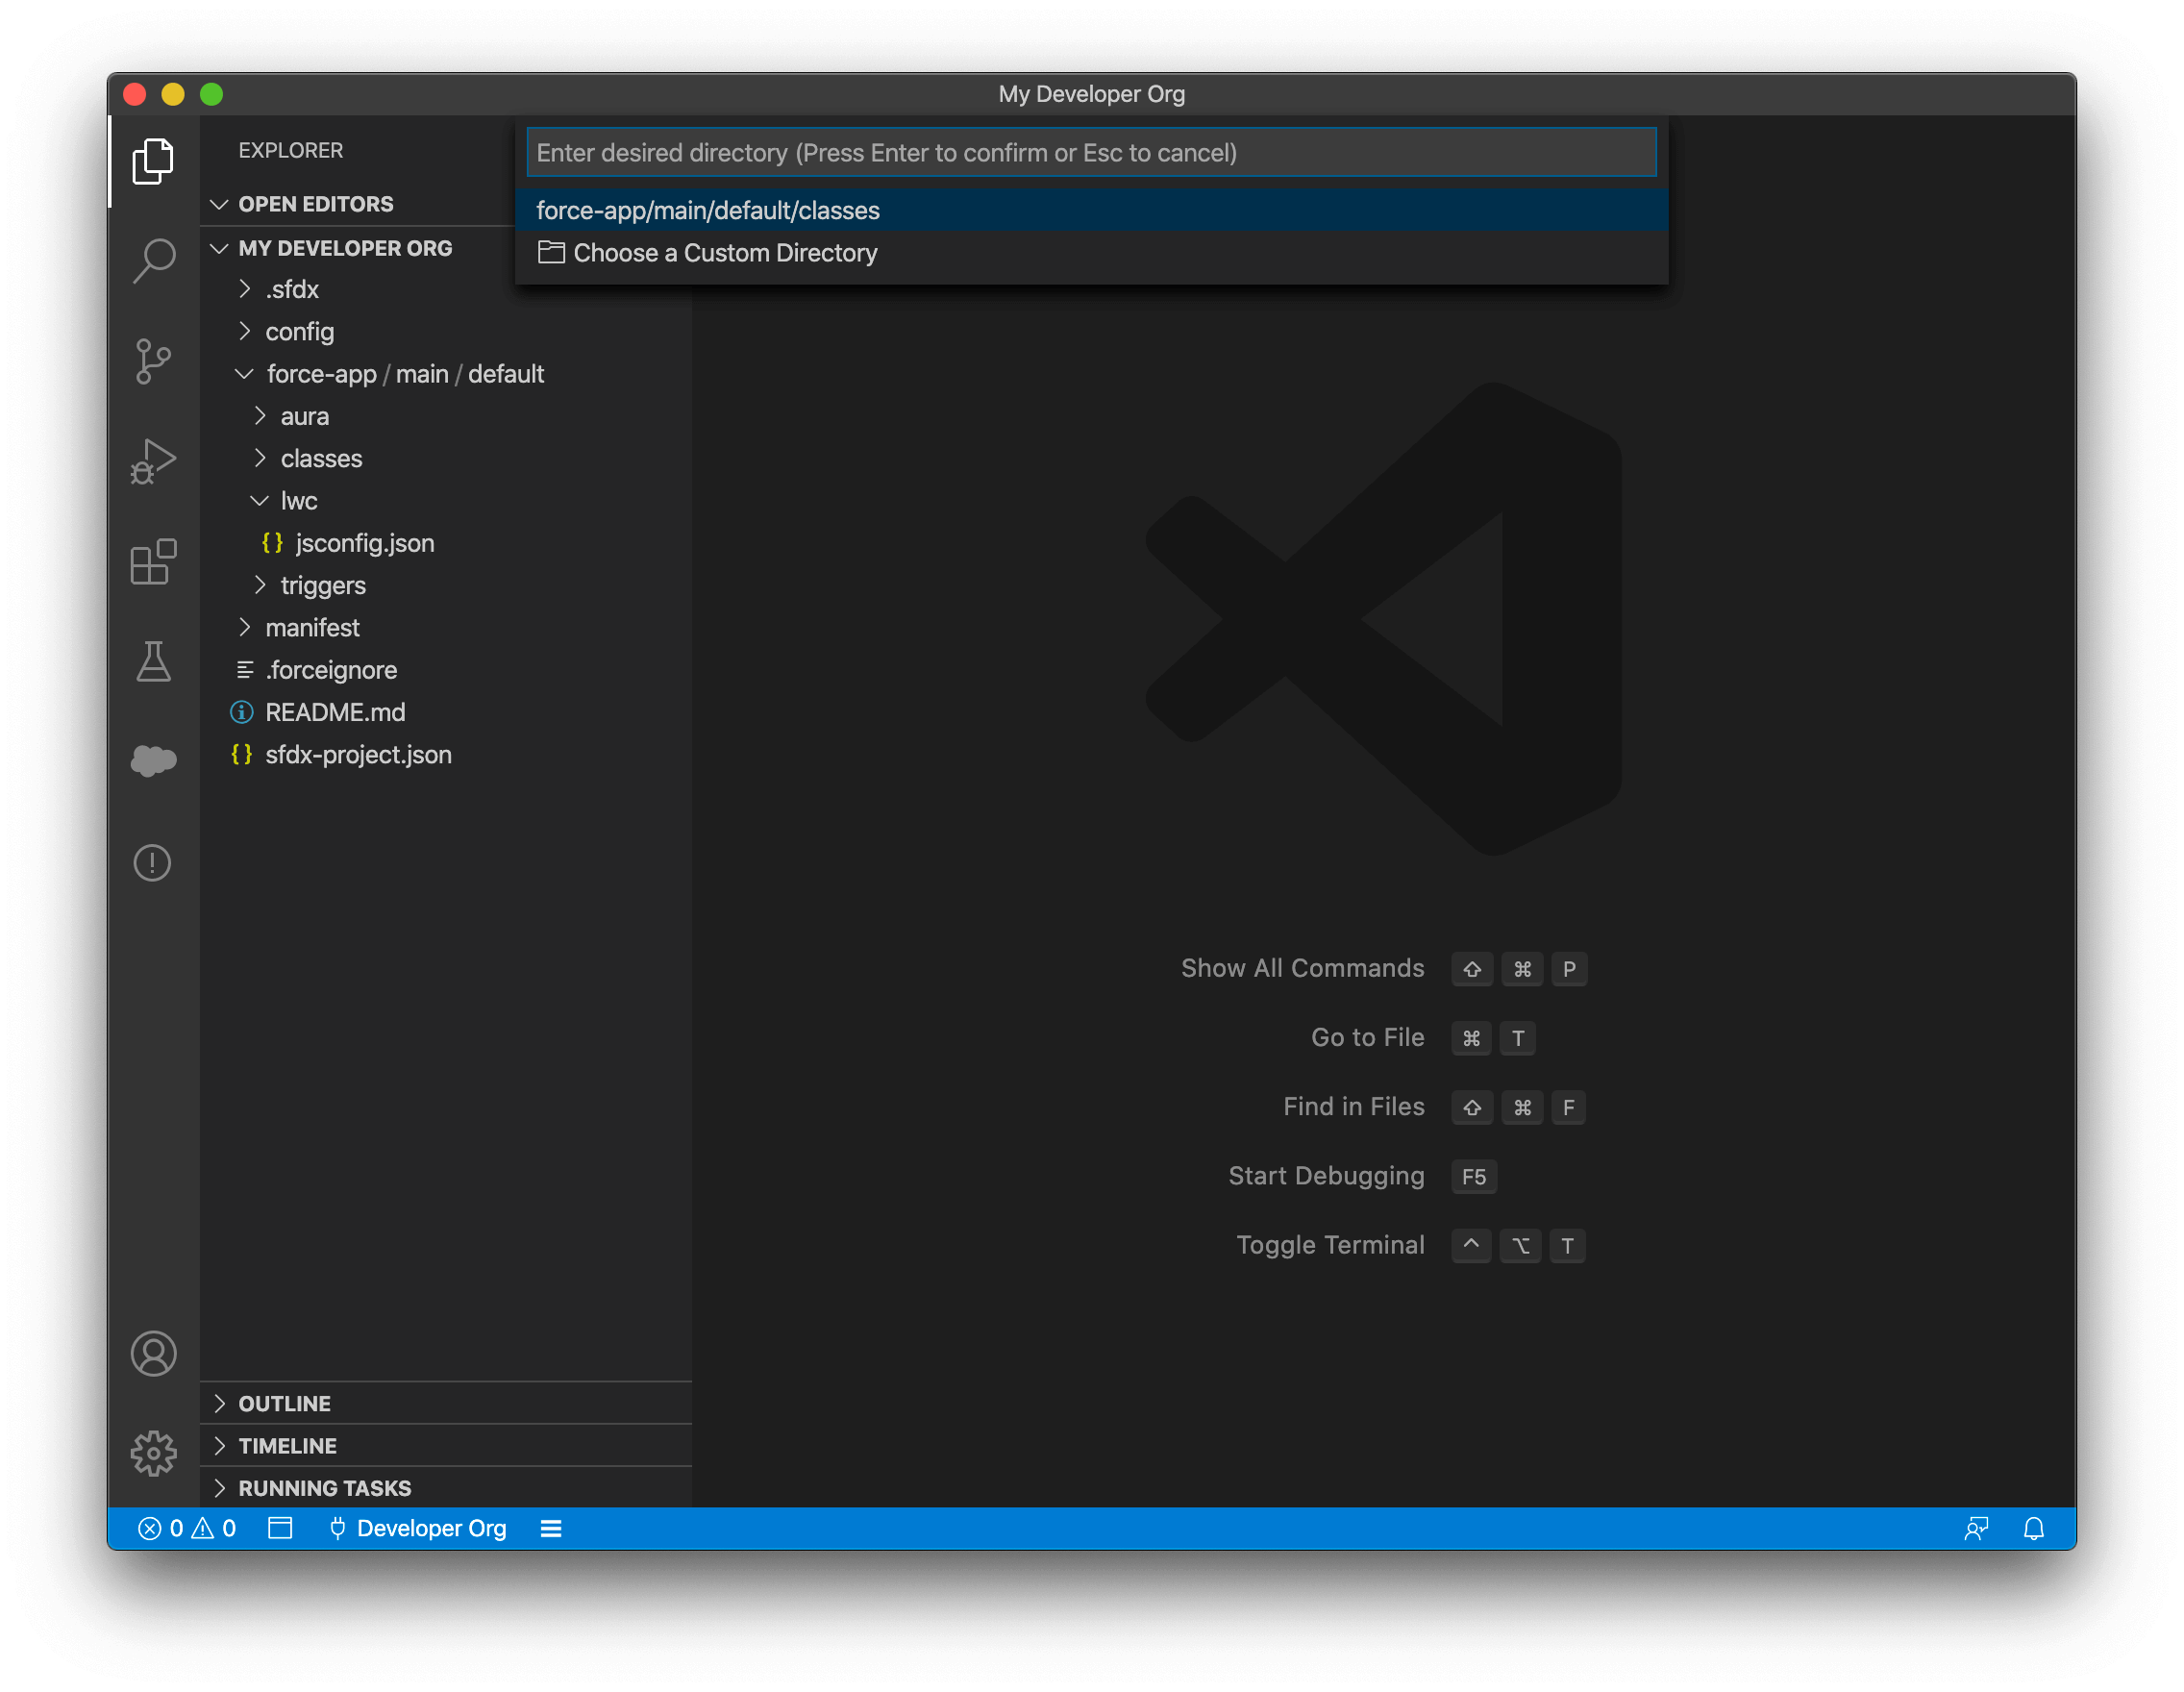 My Developer Org
EXPLORER
OPEN EDITORS
MY DEVELOPER ORG
.sfdx
config
force-app / main / default
aura
classes
lwc
{} jsconfig.json
triggers
manifest
.forceignore
README.md
{} sfdx-project.json
OUTLINE
TIMELINE
RUNNING TASKS
Enter desired directory (Press Enter to confirm or Esc to cancel)
force-app/main/default/classes
Choose a Custom Directory
Show All Commands ⇧ ⌘ P
Go to File ⌘ T
Find in Files ⇧ ⌘ F
Start Debugging F5
Toggle Terminal ^ ⌥ T
0 0 Developer Org